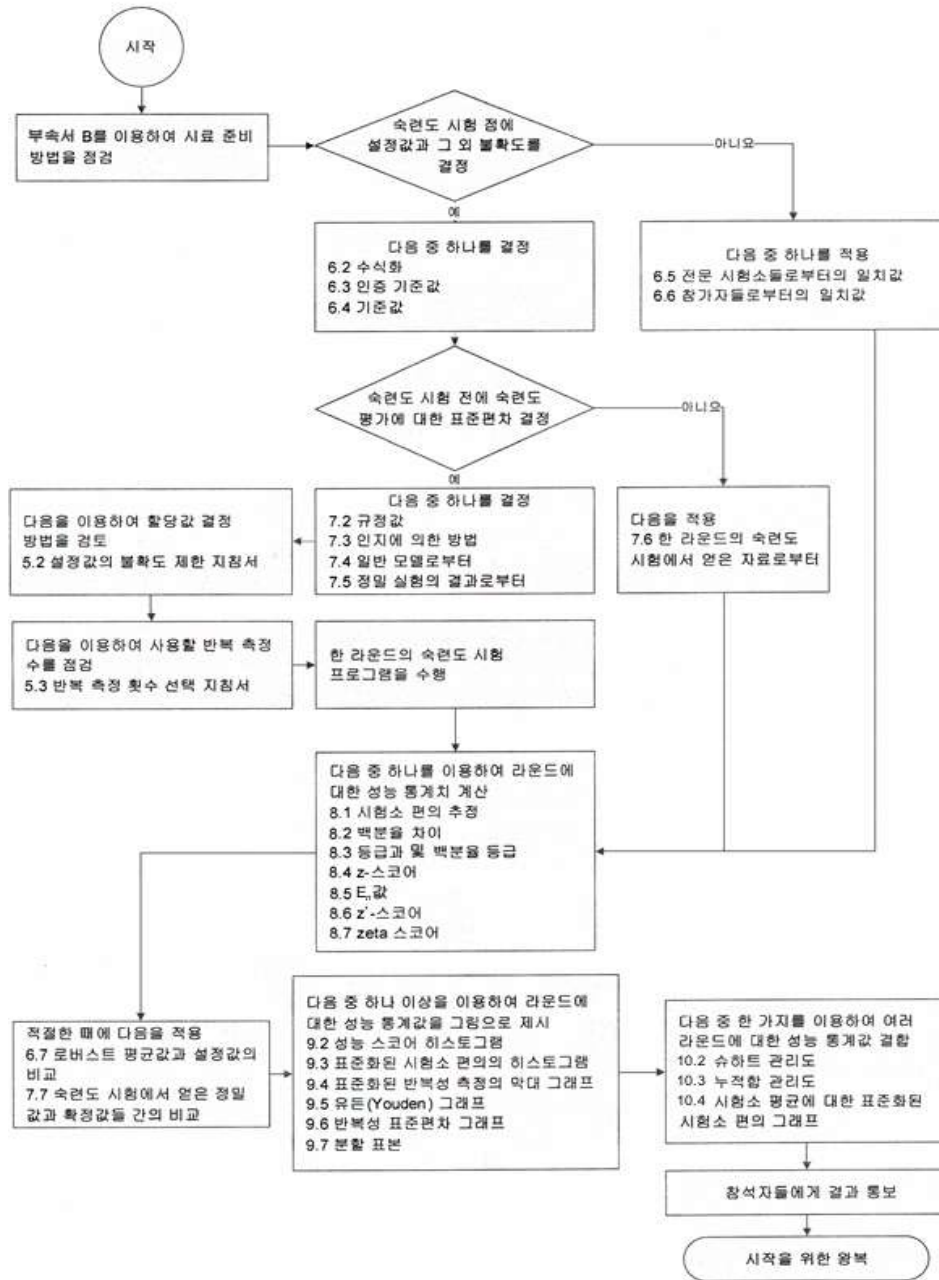 시작
부속서 B를 이용하여 시료 준비
방법을 점검
숙련도 시험 점에
설정값과 그 외 불확도를
결정
아니요
예
다음 중 하나를 결정
6.2 수식화
6.3 인증 기준값
6.4 기준값
다음 중 하나를 적용
6.5 전문 시험소들로부터의 일치값
6.6 참가자들로부터의 일치값
숙련도 시험 전에 숙련도
평가에 대한 표준편차 결정
아니요
예
다음을 이용하여 할당값 결정
방법을 검토
5.2 설정값의 불확도 제한 지침서
다음 중 하나를 결정
7.2 규정값
7.3 인지에 의한 방법
7.4 일반 모델로부터
7.5 정밀 실험의 결과로부터
다음을 적용
7.6 한 라운드의 숙련도
시험에서 얻은 자료로부터
다음을 이용하여 사용할 반복 측정
수를 점검
5.3 반복 측정 횟수 선택 지침서
한 라운드의 숙련도 시험
프로그램을 수행
다음 중 하나를 이용하여 라운드에
대한 성능 통계치 계산
8.1 시험소 편의 추정
8.2 백분율 차이
8.3 등급과 및 백분율 등급
8.4 z-스코어
8.5 Eₙ값
8.6 z'-스코어
8.7 zeta 스코어
적절한 때에 다음을 적용
6.7 로버스트 평균값과 설정값의
비교
7.7 숙련도 시험에서 얻은 정밀
값과 확정값들 간의 비교
다음 중 하나 이상을 이용하여 라운드에
대한 성능 통계값을 그림으로 제시
9.2 성능 스코어 히스토그램
9.3 표준화된 시험소 편의의 히스토그램
9.4 표준화된 반복성 측정의 막대 그래프
9.5 유든(Youden) 그래프
9.6 반복성 표준편차 그래프
9.7 분할 표본
다음 중 한 가지를 이용하여 여러
라운드에 대한 성능 통계값 결합
10.2 슈하트 관리도
10.3 누적합 관리도
10.4 시험소 평균에 대한 표준화된
시험소 편의 그래프
참석자들에게 결과 통보
시작을 위한 왕복